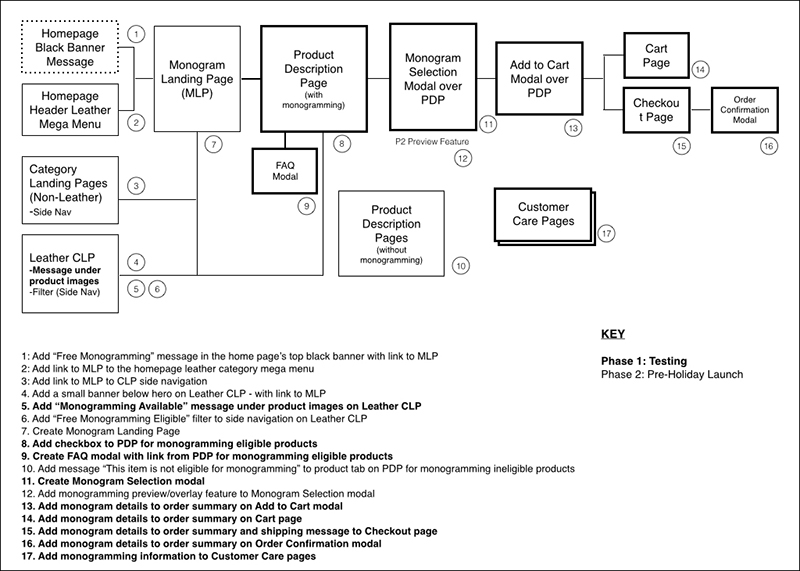 Homepage
Black Banner
Message
1
Homepage
Header Leather
Mega Menu
2
Monogram
Landing Page
(MLP)
7
Product
Description
Page
(with
monogramming)
8
FAQ
Modal
9
Monogram
Selection
Modal over
PDP
11
P2 Preview Feature
12
Add to Cart
Modal over
PDP
13
Cart
Page
14
Checkou
t Page
15
Order
Confirmation
Modal
16
Category
Landing Pages
(Non-Leather)
-Side Nav
3
Leather CLP
-Message under
product images
-Filter (Side Nav)
4
5
6
Product
Description
Pages
(without
monogramming)
10
Customer
Care Pages
17
KEY
Phase 1: Testing
Phase 2: Pre-Holiday Launch
1: Add “Free Monogramming” message in the home page’s top black banner with link to MLP
2: Add link to MLP to the homepage leather category mega menu
3: Add link to MLP to CLP side navigation
4. Add a small banner below hero on Leather CLP - with link to MLP
5. Add “Monogramming Available” message under product images on Leather CLP
6: Add “Free Monogramming Eligible” filter to side navigation on Leather CLP
7. Create Monogram Landing Page
8. Add checkbox to PDP for monogramming eligible products
9. Create FAQ modal with link from PDP for monogramming eligible products
10. Add message “This item is not eligible for monogramming” to product tab on PDP for monogramming ineligible products
11. Create Monogram Selection modal
12. Add monogramming preview/overlay feature to Monogram Selection modal
13. Add monogram details to order summary on Add to Cart modal
14. Add monogram details to order summary on Cart page
15. Add monogram details to order summary and shipping message to Checkout page
16. Add monogram details to order summary on Order Confirmation modal
17. Add monogramming information to Customer Care pages